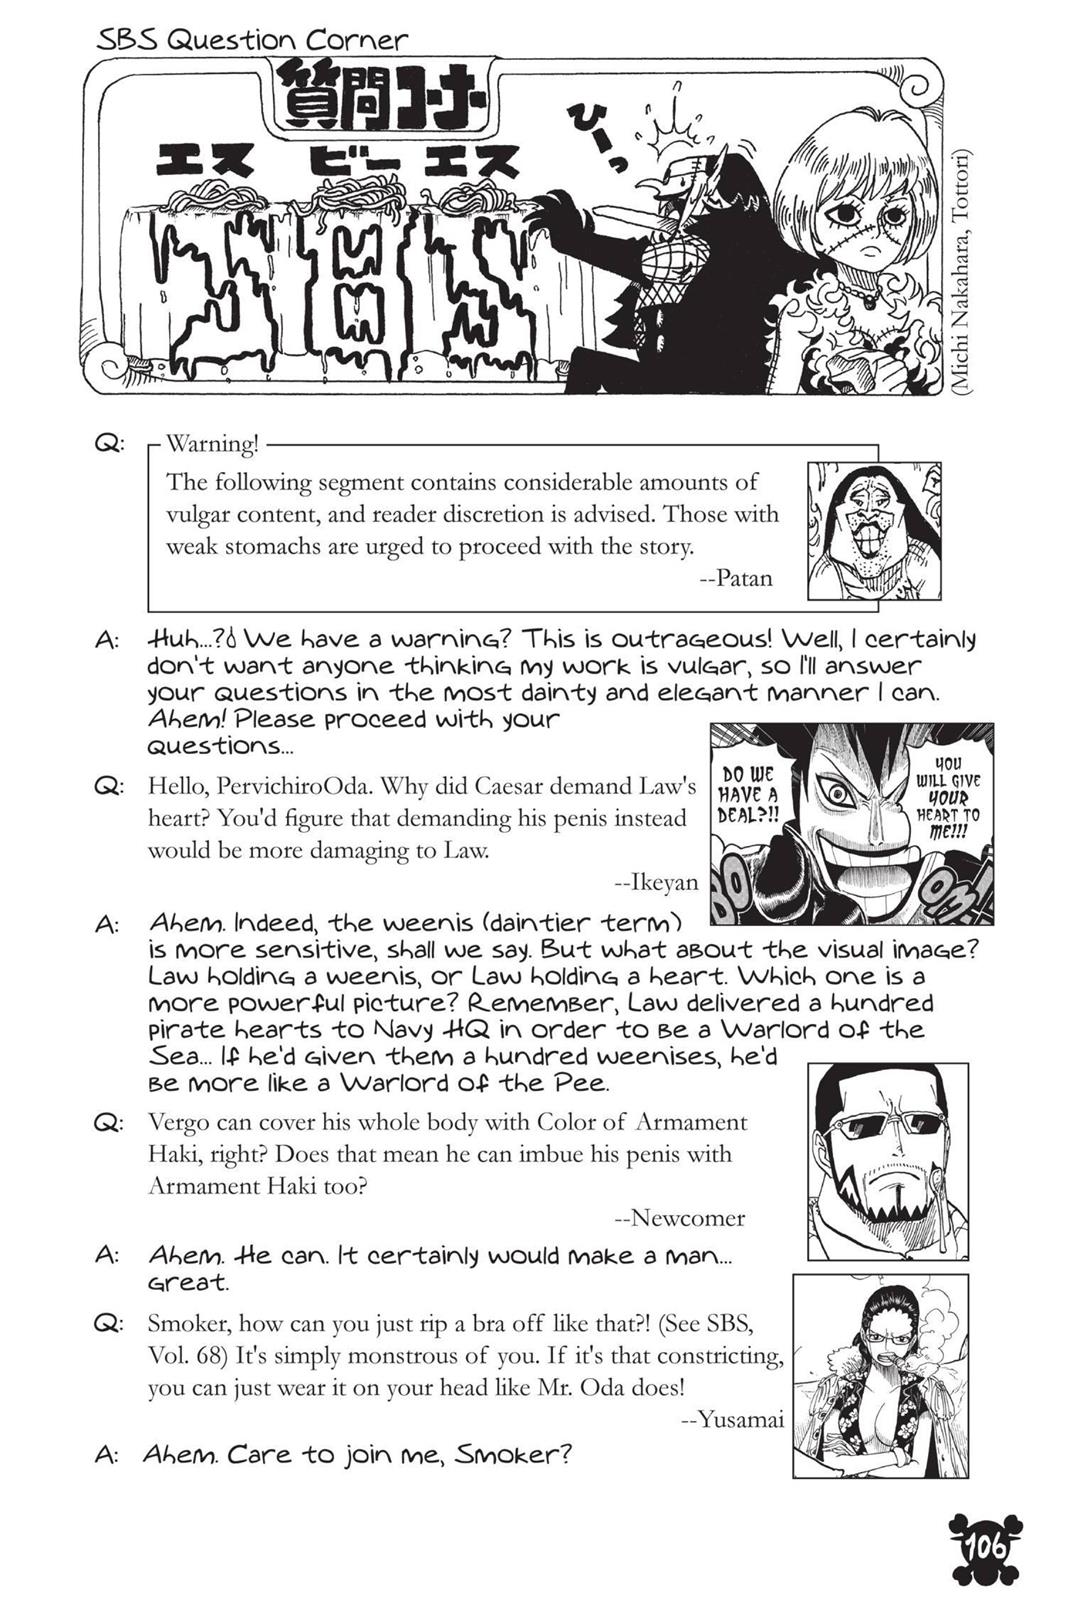 SBS Question Corner
質問コーナー
エス ビー エス
ひーっ
SBS
(Michi Nakahara, Tottori)
Q: Warning!
The following segment contains considerable amounts of
vulgar content, and reader discretion is advised. Those with
weak stomachs are urged to proceed with the story.
--Patan
A: Huh...? We have a warning? This is outrageous! Well, I certainly
don't want anyone thinking my work is vulgar, so I'll answer
your questions in the most dainty and elegant manner I can.
Ahem! Please proceed with your
questions...
Q: Hello, PervichiroOda. Why did Caesar demand Law's
heart? You'd figure that demanding his penis instead
would be more damaging to Law.
--Ikeyan
DO WE
HAVE A
DEAL?!!
YOU
WILL GIVE
YOUR
HEART TO
ME!!!
BO
OM!
A: Ahem. Indeed, the weenis (daintier term)
is more sensitive, shall we say. But what about the visual image?
Law holding a weenis, or Law holding a heart. Which one is a
more powerful picture? Remember, Law delivered a hundred
pirate hearts to Navy HQ in order to be a Warlord of the
Sea... If he'd given them a hundred weenises, he'd
be more like a Warlord of the Pee.
Q: Vergo can cover his whole body with Color of Armament
Haki, right? Does that mean he can imbue his penis with
Armament Haki too?
--Newcomer
A: Ahem. He can. It certainly would make a man...
great.
Q: Smoker, how can you just rip a bra off like that?! (See SBS,
Vol. 68) It's simply monstrous of you. If it's that constricting,
you can just wear it on your head like Mr. Oda does!
--Yusamai
A: Ahem. Care to join me, Smoker?
106